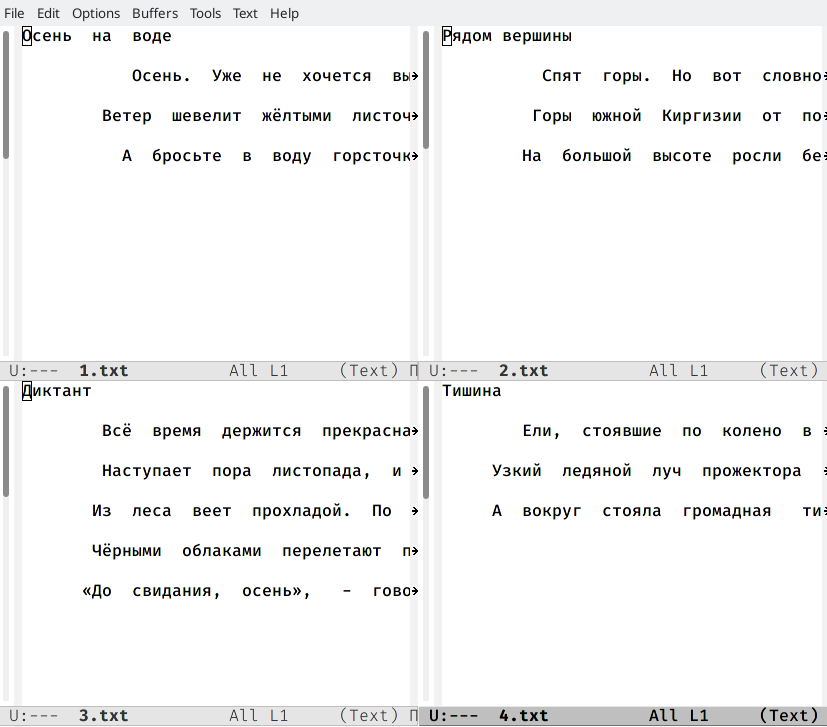 File Edit Options Buffers Tools Text Help
Осень на воде
Осень. Уже не хочется вы
Ветер шевелит жёлтыми листоч
А бросьте в воду горсточк
U:--- 1.txt All L1 (Text) П
Рядом вершины
Спят горы. Но вот словно
Горы южной Киргизии от по
На большой высоте росли бе
U:--- 2.txt All L1 (Text)
Диктант
Всё время держится прекрасна
Наступает пора листопада, и
Из леса веет прохладой. По
Чёрными облаками перелетают п
«До свидания, осень», - гово
U:--- 3.txt All L1 (Text) П
Тишина
Ели, стоявшие по колено в
Узкий ледяной луч прожектора
А вокруг стояла громадная ти
U:--- 4.txt All L1 (Text)